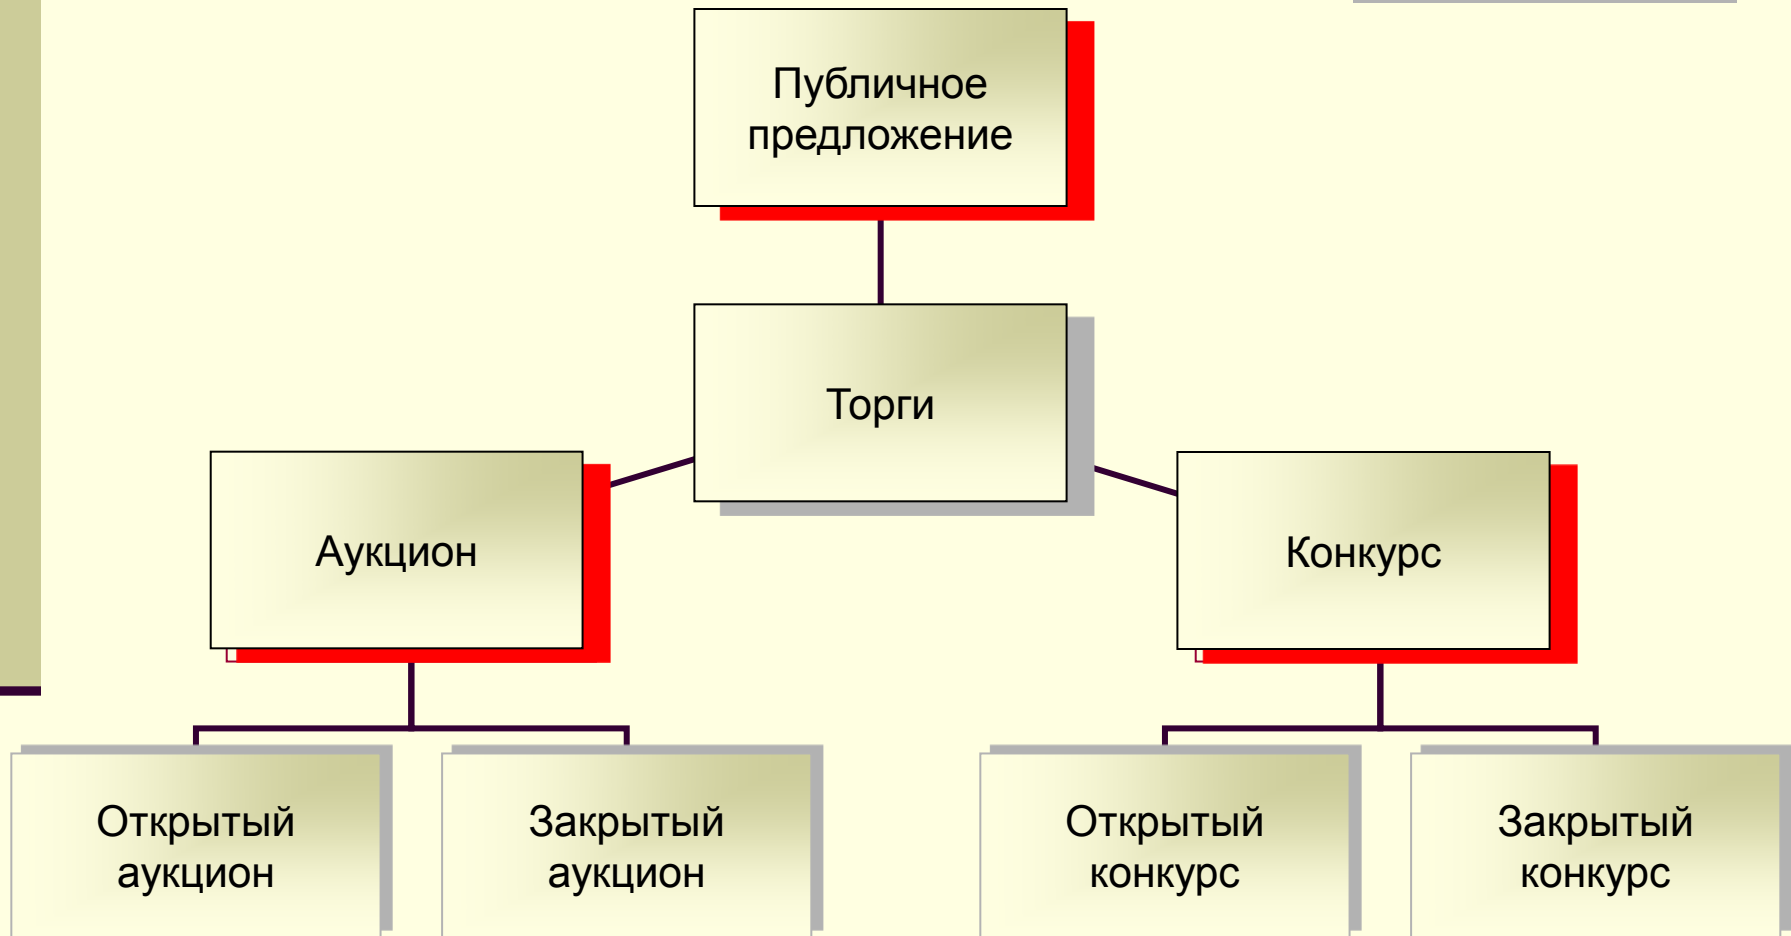 Публичное
предложение
Торги
Аукцион
Конкурс
Открытый
аукцион
Закрытый
аукцион
Открытый
конкурс
Закрытый
конкурс